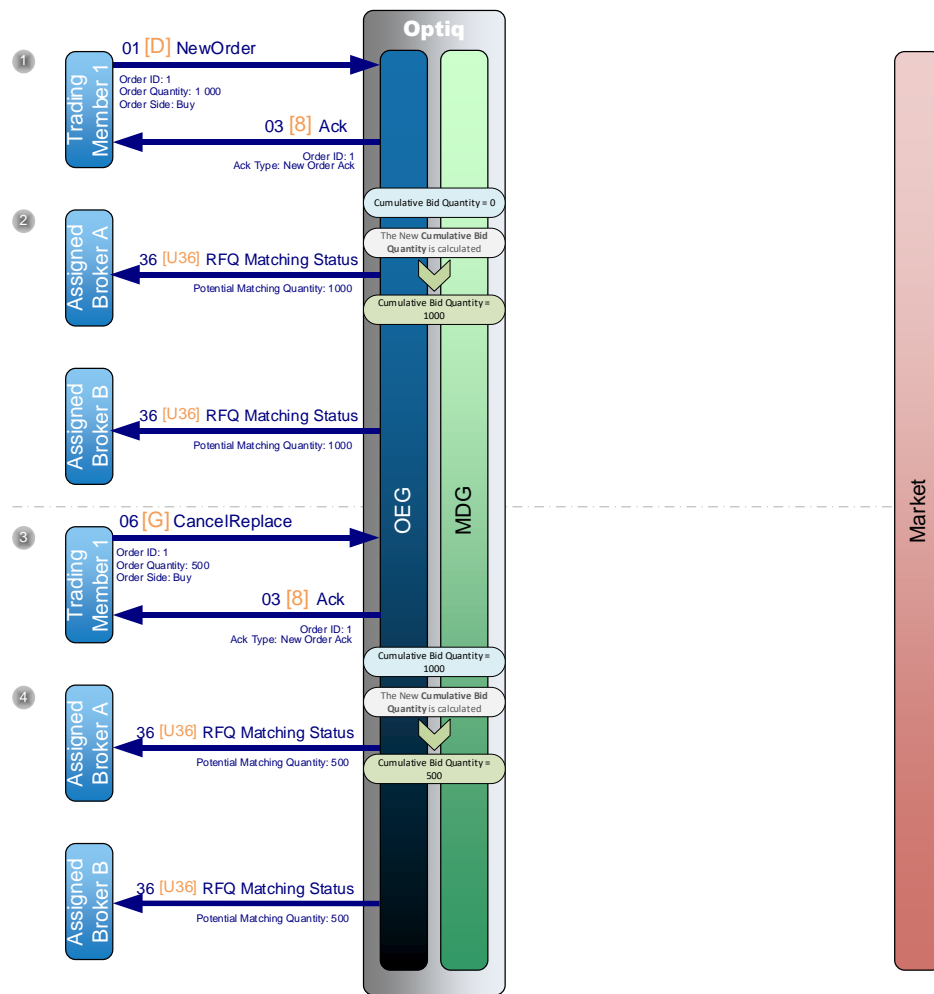 Optiq
1
01 [D] NewOrder
Trading
Member 1
Order ID: 1
Order Quantity: 1 000
Order Side: Buy
03 [8] Ack
Order ID: 1
Ack Type: New Order Ack
Cumulative Bid Quantity = 0
2
Assigned
Broker A
The New Cumulative Bid
Quantity is calculated
36 [U36] RFQ Matching Status
Potential Matching Quantity: 1000
Cumulative Bid Quantity =
1000
Assigned
Broker B
36 [U36] RFQ Matching Status
Potential Matching Quantity: 1000
OEG
MDG
Market
3
06 [G] CancelReplace
Trading
Member 1
Order ID: 1
Order Quantity: 500
Order Side: Buy
03 [8] Ack
Order ID: 1
Ack Type: New Order Ack
Cumulative Bid Quantity =
1000
4
Assigned
Broker A
The New Cumulative Bid
Quantity is calculated
36 [U36] RFQ Matching Status
Potential Matching Quantity: 500
Cumulative Bid Quantity =
500
Assigned
Broker B
36 [U36] RFQ Matching Status
Potential Matching Quantity: 500